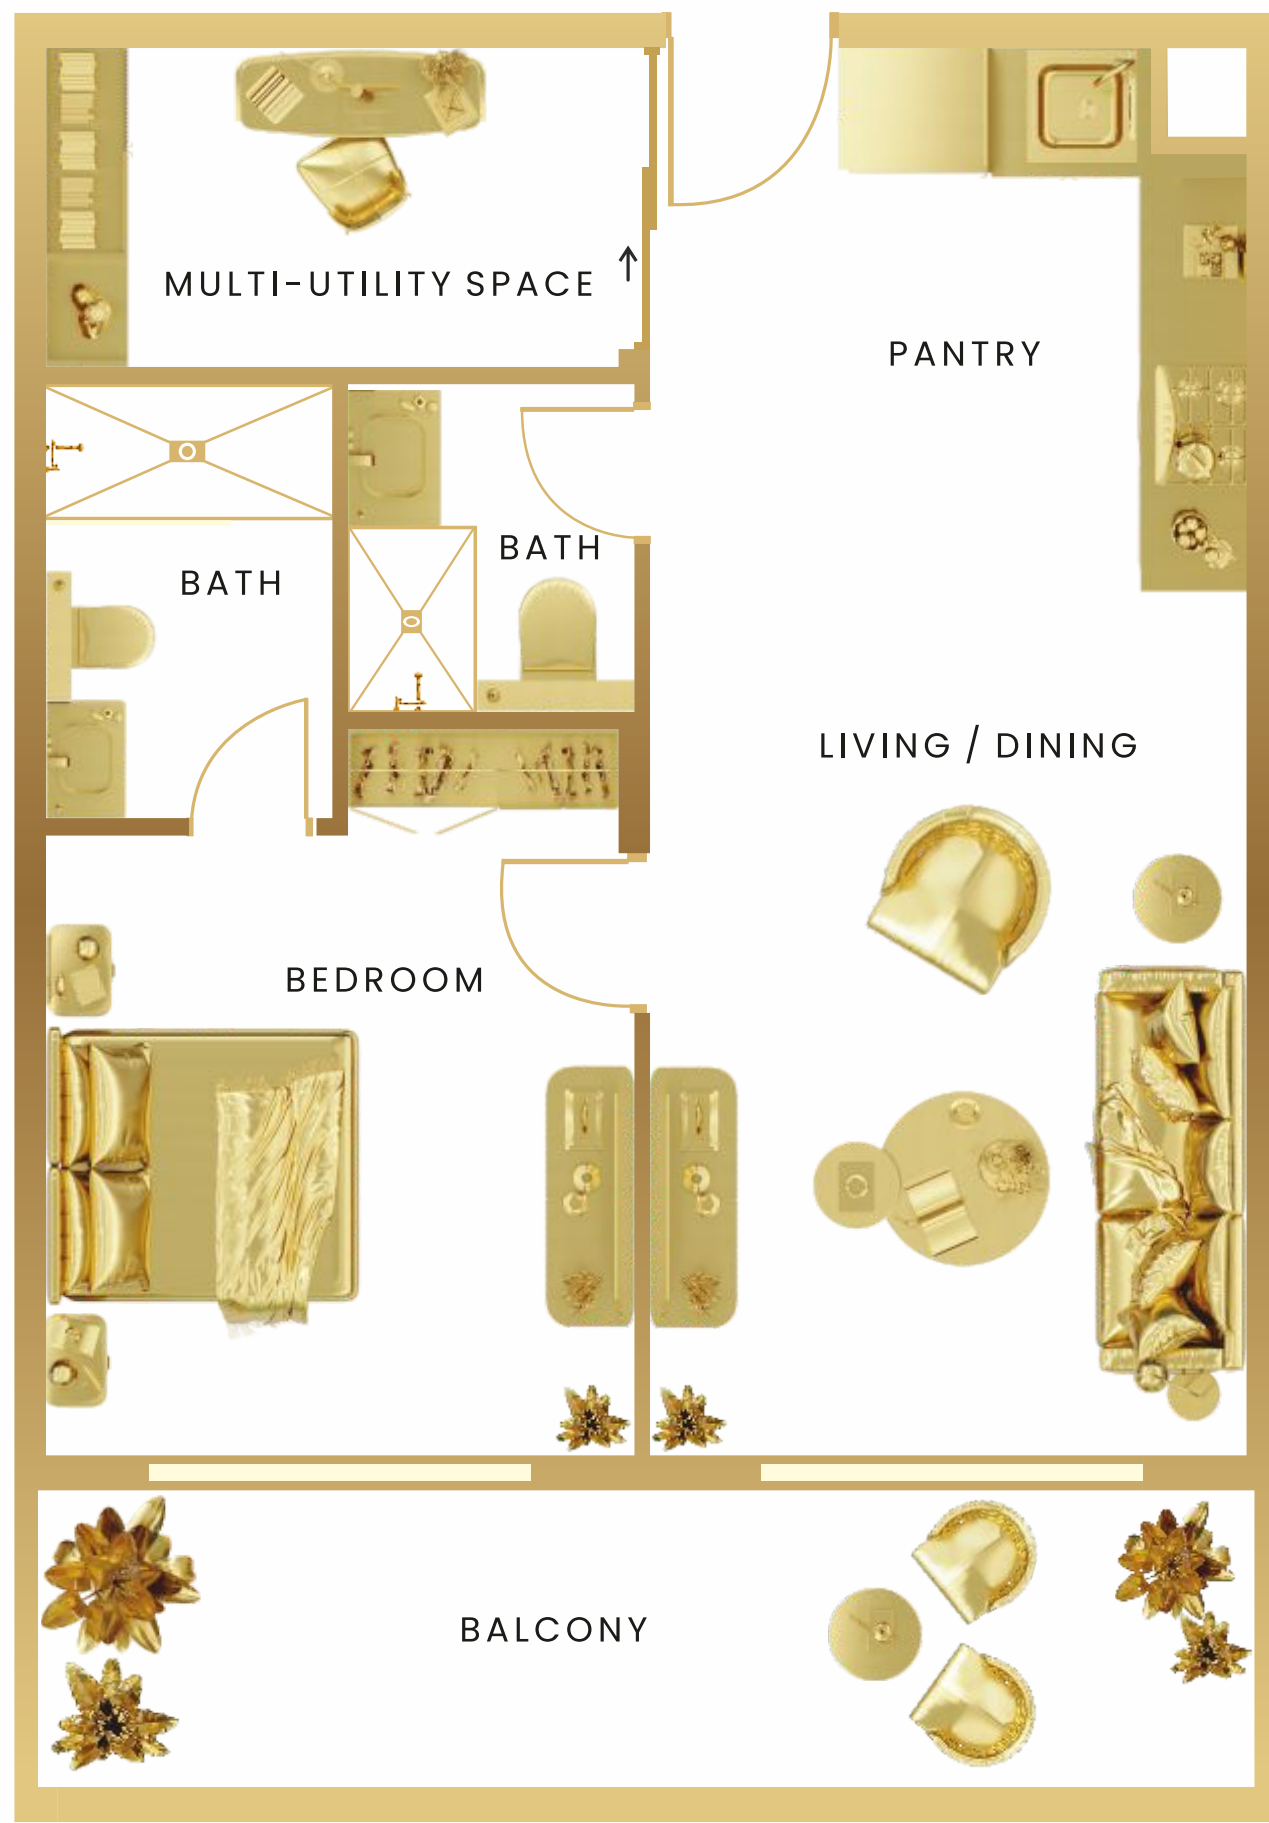 MULTI-UTILITY SPACE
PANTRY
BATH
BATH
LIVING / DINING
BEDROOM
BALCONY